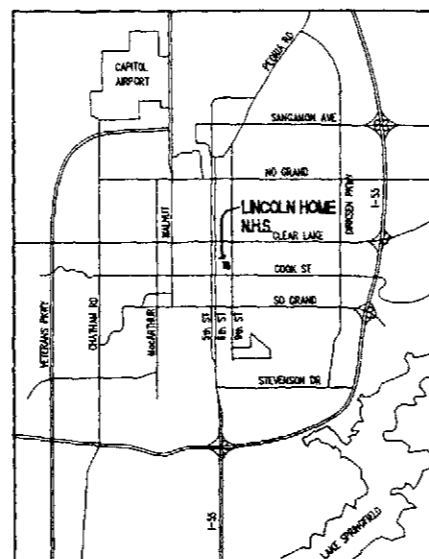 CAPITOL
AIRPORT
PEORIA RD
SANGAMON AVE
NO GRAND
DIRKSEN PKWY
I-55
WALNUT
LINCOLN HOME
N.H.S.
CLEAR LAKE
COOK ST
SO GRAND
VETERANS PKWY
CHATHAM RD
MacARTHUR
5th ST
6th ST
9th ST
STEVENSON DR
I-55
LAKE SPRINGFIELD